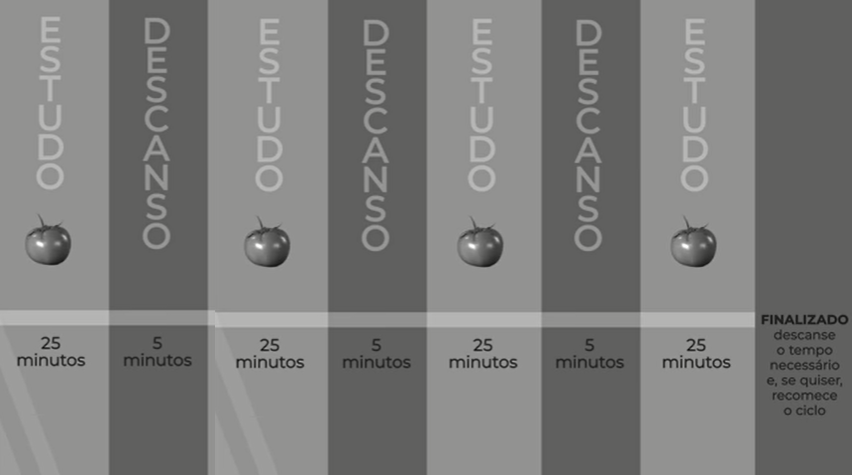 ESTUDO
DESCANSO
ESTUDO
DESCANSO
ESTUDO
DESCANSO
ESTUDO
25
minutos
5
minutos
25
minutos
5
minutos
25
minutos
5
minutos
25
minutos
FINALIZADO
descanse
o tempo
necessário
e, se quiser,
recomece
o ciclo